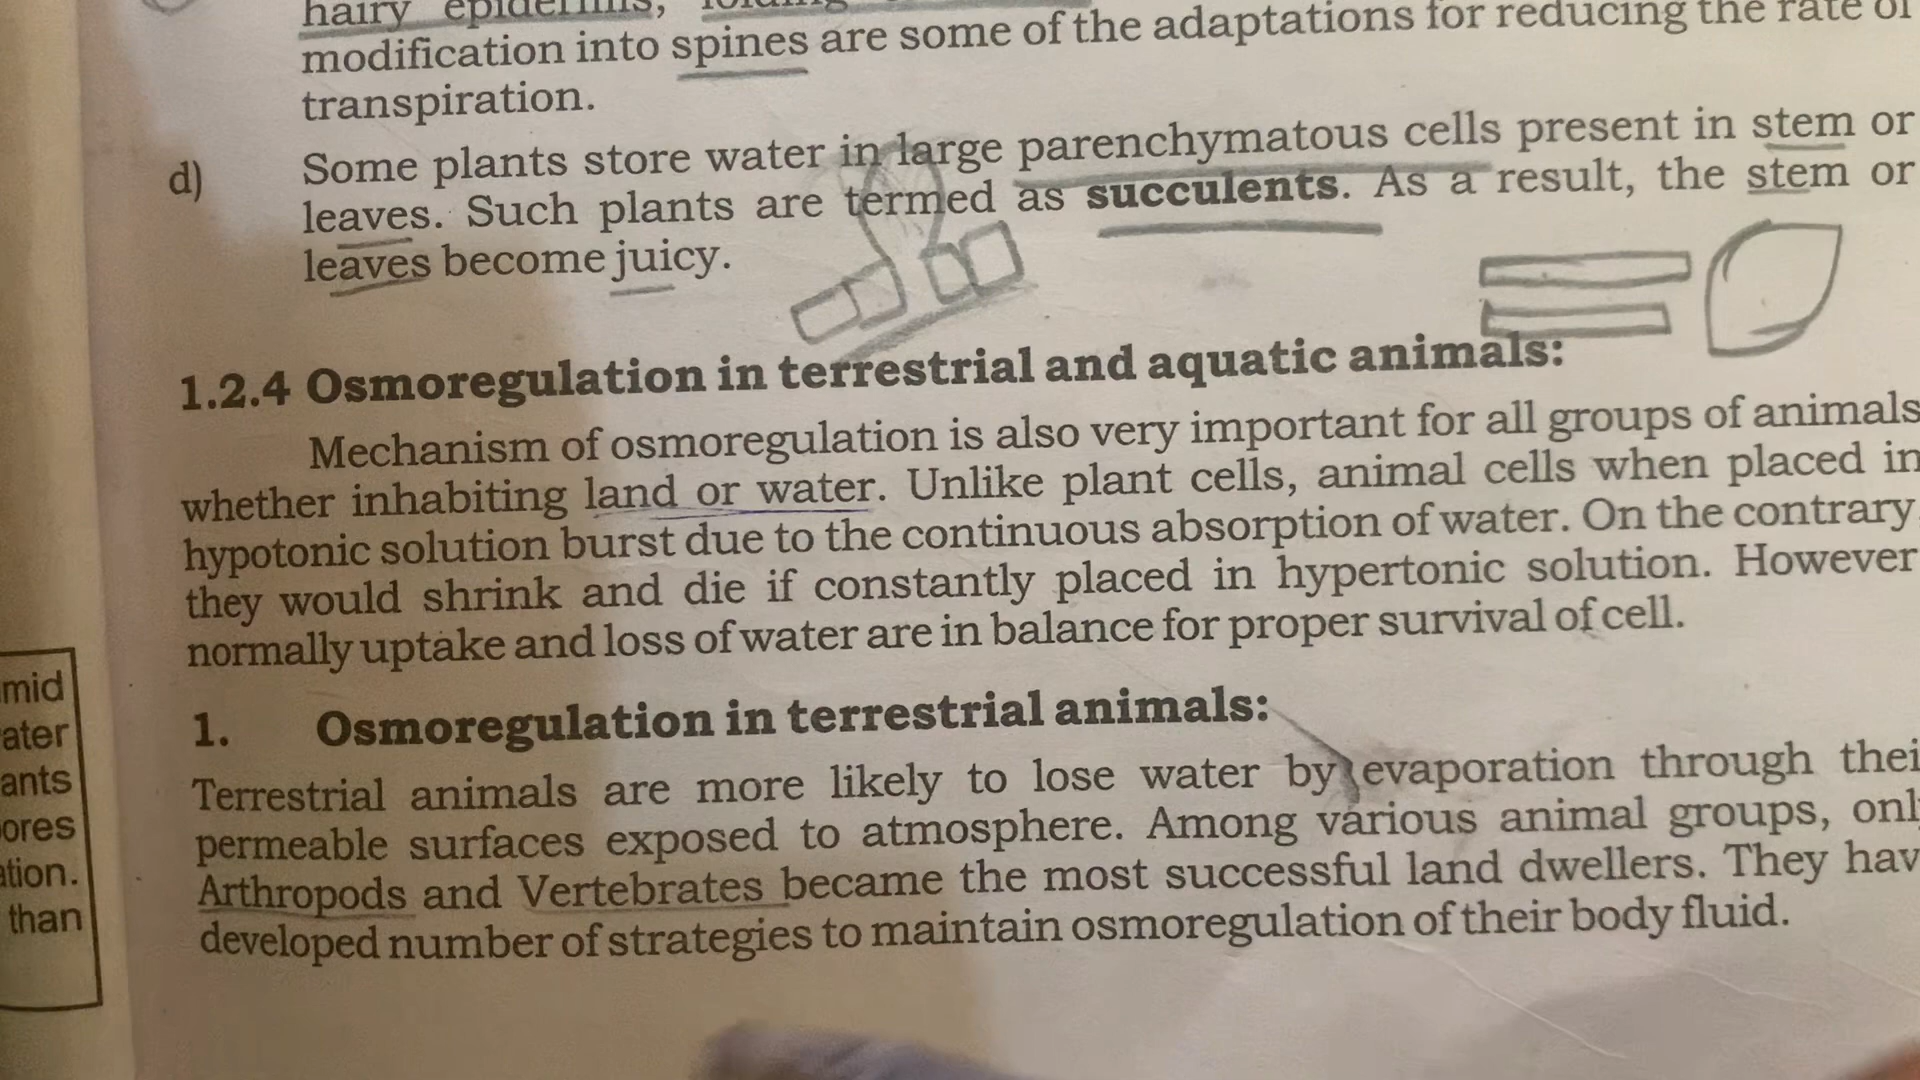 hairy epidermis, folding
modification into spines are some of the adaptations for reducing the rate of
transpiration.
d) Some plants store water in large parenchymatous cells present in stem or
leaves. Such plants are termed as succulents. As a result, the stem or
leaves become juicy.
1.2.4 Osmoregulation in terrestrial and aquatic animals:
Mechanism of osmoregulation is also very important for all groups of animals
whether inhabiting land or water. Unlike plant cells, animal cells when placed in
hypotonic solution burst due to the continuous absorption of water. On the contrary
they would shrink and die if constantly placed in hypertonic solution. However
normally uptake and loss of water are in balance for proper survival of cell.
1. Osmoregulation in terrestrial animals:
Terrestrial animals are more likely to lose water by evaporation through thei
permeable surfaces exposed to atmosphere. Among various animal groups, onl
Arthropods and Vertebrates became the most successful land dwellers. They hav
developed number of strategies to maintain osmoregulation of their body fluid.
mid
ater
ants
ores
ation.
than